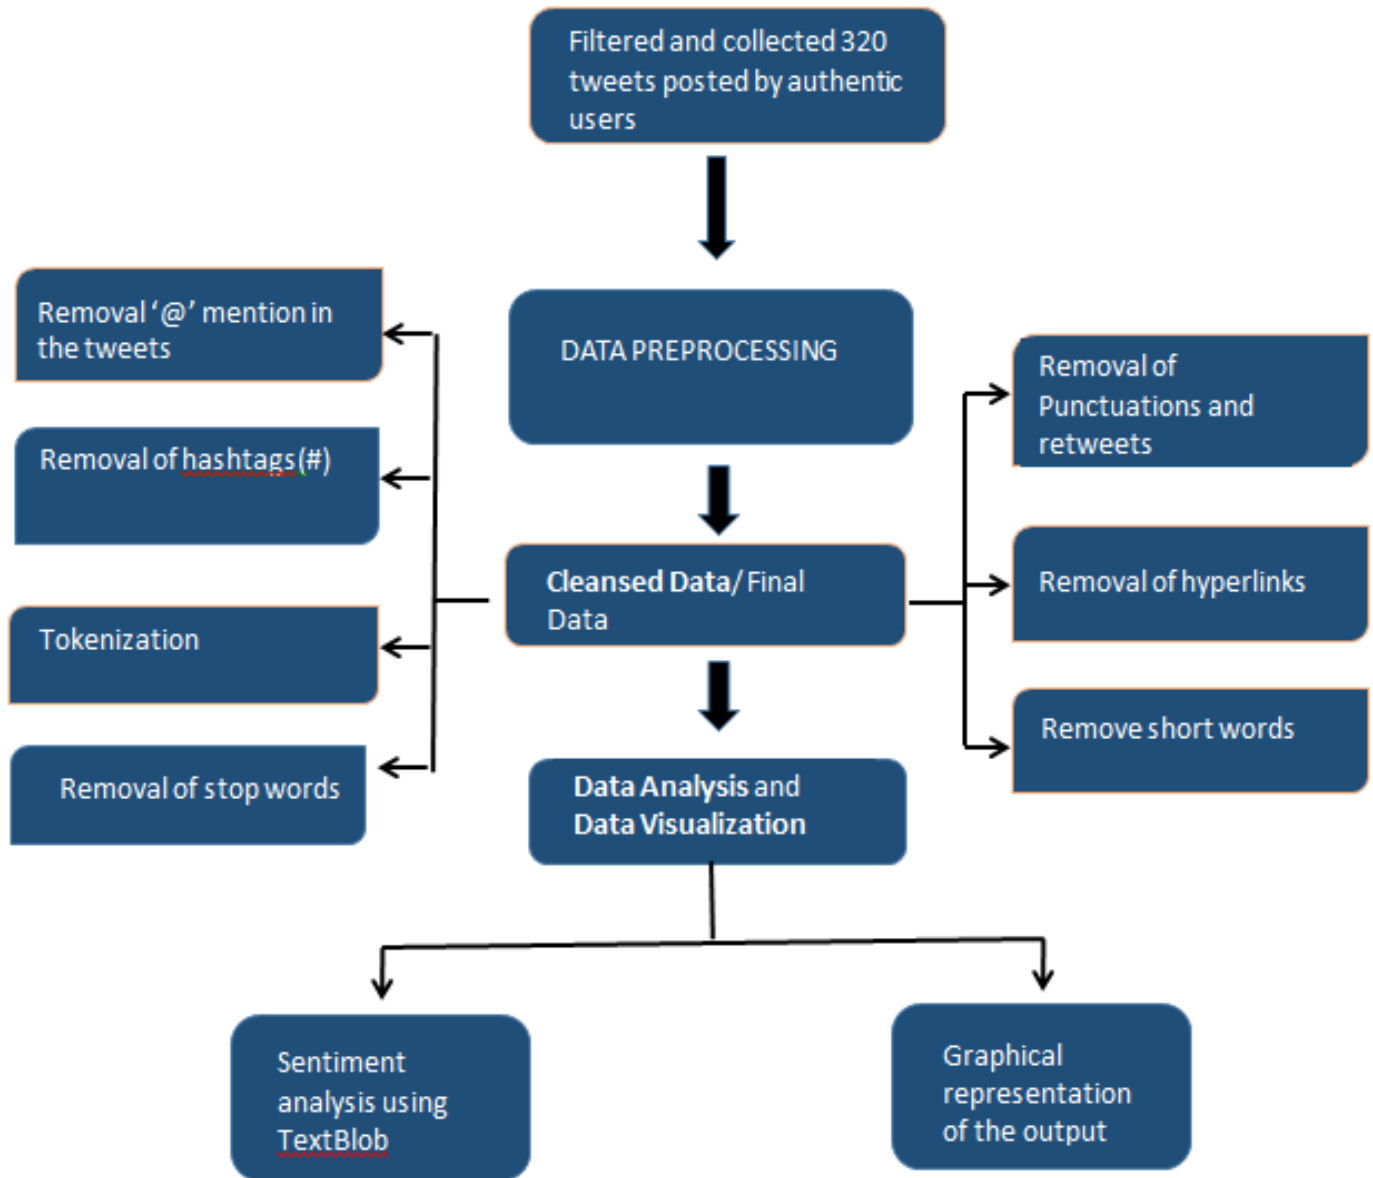 Filtered and collected 320
tweets posted by authentic
users
Removal ‘@’ mention in
the tweets
DATA PREPROCESSING
Removal of
Punctuations and
retweets
Removal of hashtags(#)
Cleansed Data/ Final
Data
Removal of hyperlinks
Tokenization
Remove short words
Removal of stop words
Data Analysis and
Data Visualization
Sentiment
analysis using
TextBlob
Graphical
representation
of the output